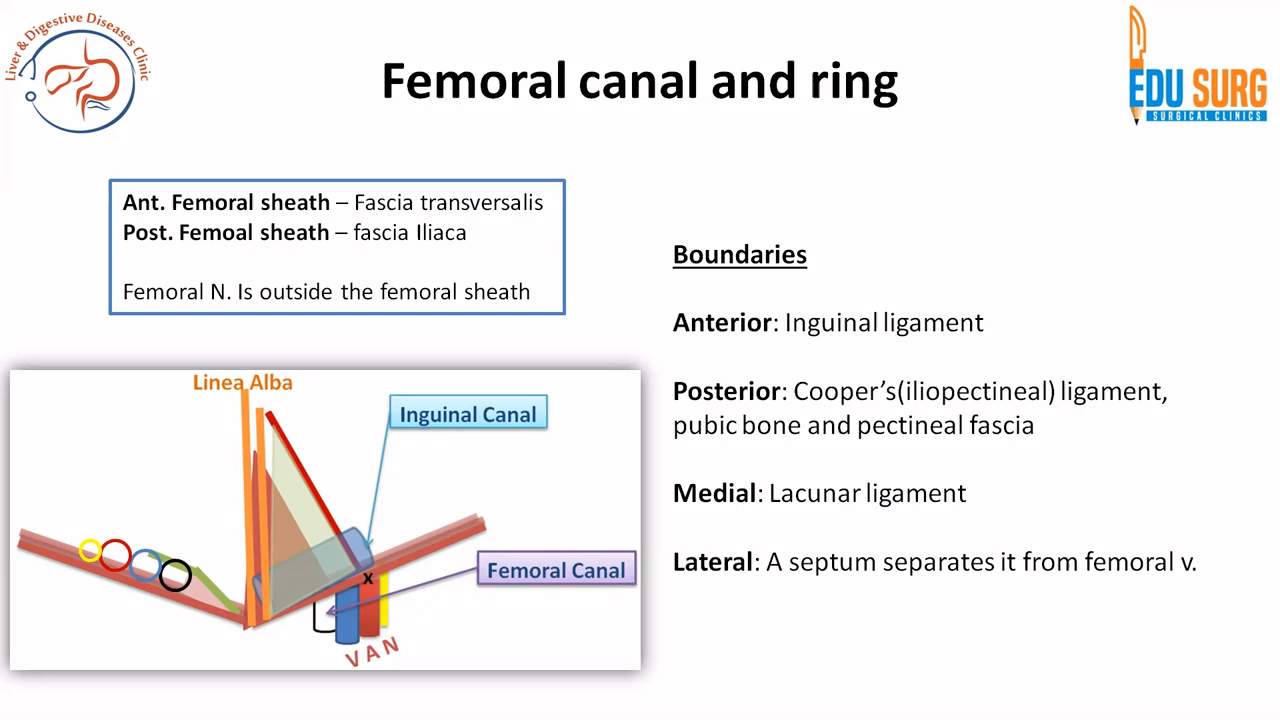 Liver & Digestive Diseases Clinic
EDU SURG
SURGICAL CLINICS
Femoral canal and ring
Ant. Femoral sheath – Fascia transversalis
Post. Femoal sheath – fascia Iliaca
Femoral N. Is outside the femoral sheath
Boundaries
Anterior: Inguinal ligament
Posterior: Cooper’s(iliopectineal) ligament,
pubic bone and pectineal fascia
Medial: Lacunar ligament
Lateral: A septum separates it from femoral v.
Linea Alba
Inguinal Canal
Femoral Canal
x
V A N